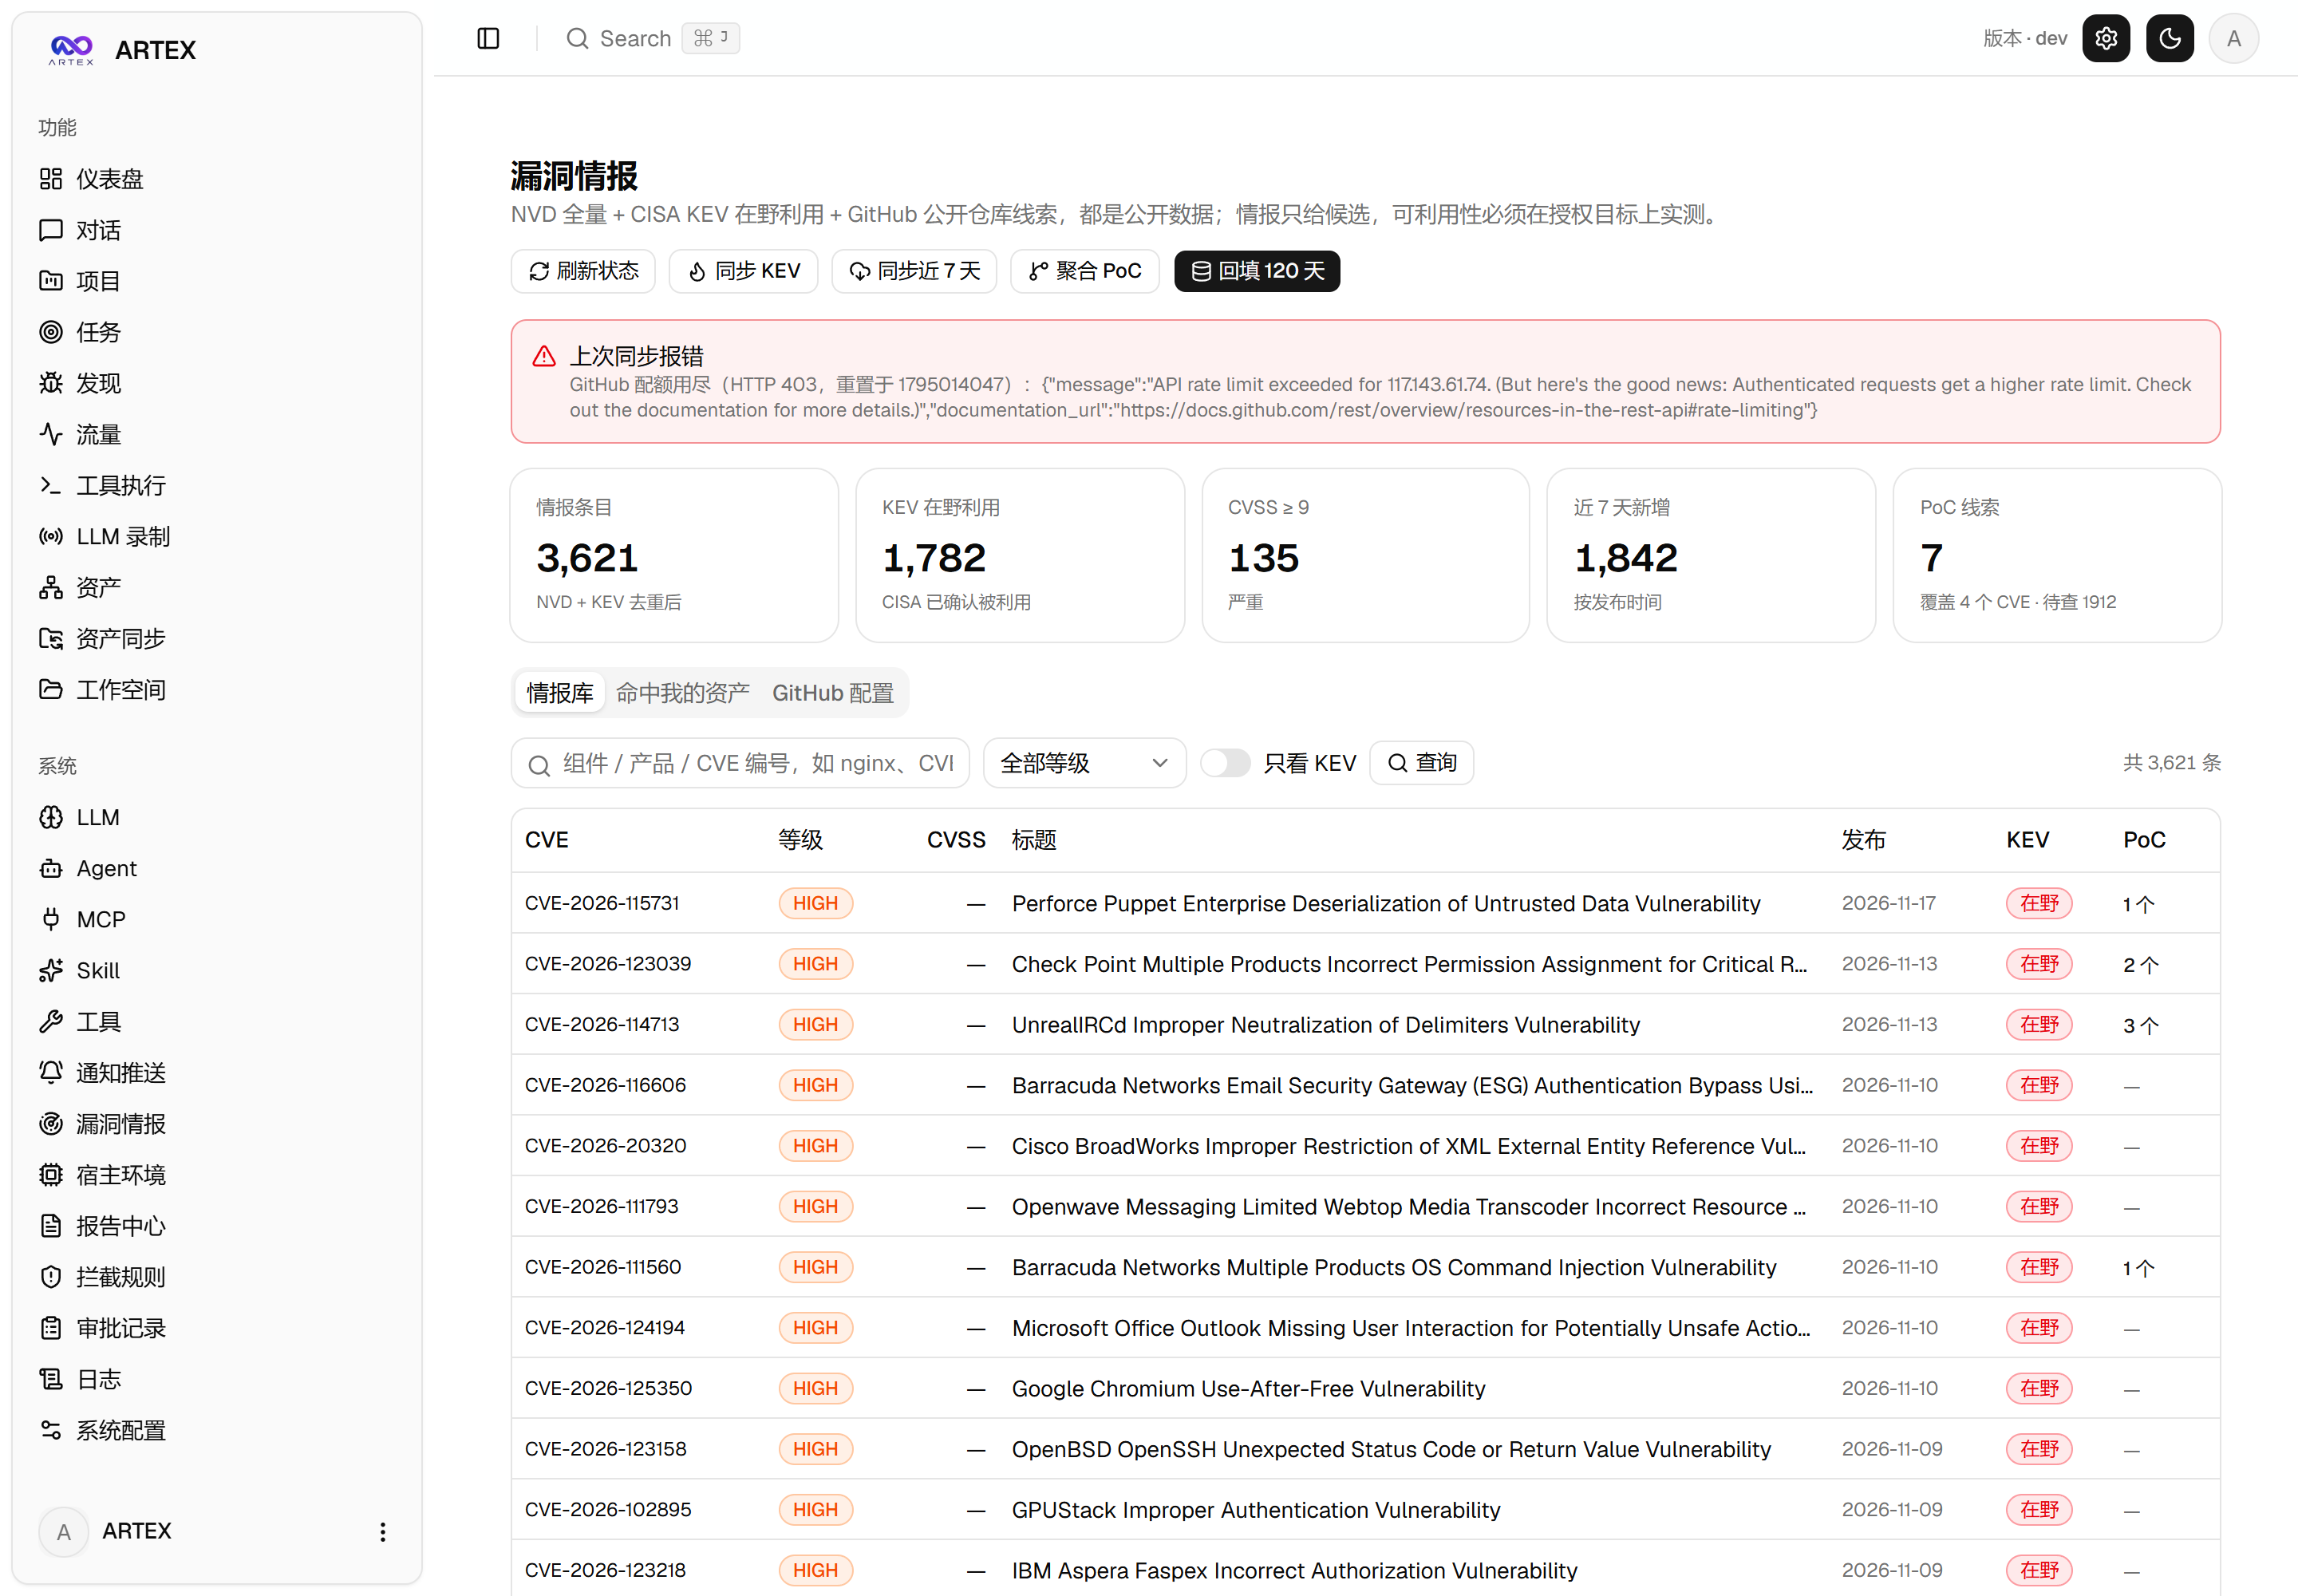 ARTEX
ARTEX
功能
仪表盘
对话
项目
任务
发现
流量
工具执行
LLM 录制
资产
资产同步
工作空间
系统
LLM
Agent
MCP
Skill
工具
通知推送
漏洞情报
宿主环境
报告中心
拦截规则
审批记录
日志
系统配置
A ARTEX
Search ⌘ J
版本 · dev
A
漏洞情报
NVD 全量 + CISA KEV 在野利用 + GitHub 公开仓库线索，都是公开数据；情报只给候选，可利用性必须在授权目标上实测。
刷新状态 同步 KEV 同步近 7 天 聚合 PoC 回填 120 天
上次同步报错
GitHub 配额用尽（HTTP 403，重置于 1795014047）：{"message":"API rate limit exceeded for 117.143.61.74. (But here's the good news: Authenticated requests get a higher rate limit. Check
out the documentation for more details.)","documentation_url":"https://docs.github.com/rest/overview/resources-in-the-rest-api#rate-limiting"}
情报条目
3,621
NVD + KEV 去重后
KEV 在野利用
1,782
CISA 已确认被利用
CVSS ≥ 9
135
严重
近 7 天新增
1,842
按发布时间
PoC 线索
7
覆盖 4 个 CVE · 待查 1912
情报库 命中我的资产 GitHub 配置
组件 / 产品 / CVE 编号，如 nginx、CVE 全部等级 只看 KEV 查询 共 3,621 条
CVE 等级 CVSS 标题 发布 KEV PoC
CVE-2026-115731 HIGH — Perforce Puppet Enterprise Deserialization of Untrusted Data Vulnerability 2026-11-17 在野 1 个
CVE-2026-123039 HIGH — Check Point Multiple Products Incorrect Permission Assignment for Critical R... 2026-11-13 在野 2 个
CVE-2026-114713 HIGH — UnrealIRCd Improper Neutralization of Delimiters Vulnerability 2026-11-13 在野 3 个
CVE-2026-116606 HIGH — Barracuda Networks Email Security Gateway (ESG) Authentication Bypass Usi... 2026-11-10 在野 —
CVE-2026-20320 HIGH — Cisco BroadWorks Improper Restriction of XML External Entity Reference Vul... 2026-11-10 在野 —
CVE-2026-111793 HIGH — Openwave Messaging Limited Webtop Media Transcoder Incorrect Resource ... 2026-11-10 在野 —
CVE-2026-111560 HIGH — Barracuda Networks Multiple Products OS Command Injection Vulnerability 2026-11-10 在野 1 个
CVE-2026-124194 HIGH — Microsoft Office Outlook Missing User Interaction for Potentially Unsafe Actio... 2026-11-10 在野 —
CVE-2026-125350 HIGH — Google Chromium Use-After-Free Vulnerability 2026-11-10 在野 —
CVE-2026-123158 HIGH — OpenBSD OpenSSH Unexpected Status Code or Return Value Vulnerability 2026-11-09 在野 —
CVE-2026-102895 HIGH — GPUStack Improper Authentication Vulnerability 2026-11-09 在野 —
CVE-2026-123218 HIGH — IBM Aspera Faspex Incorrect Authorization Vulnerability 2026-11-09 在野 —